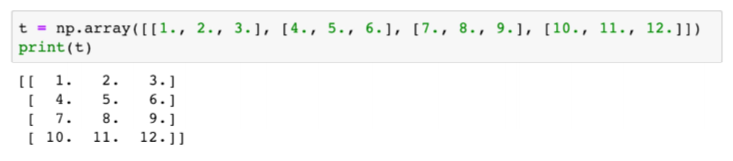 t = np.array([[1., 2., 3.], [4., 5., 6.], [7., 8., 9.], [10., 11., 12.]])
print(t)
[[  1.   2.   3.]
 [  4.   5.   6.]
 [  7.   8.   9.]
 [ 10.  11.  12.]]